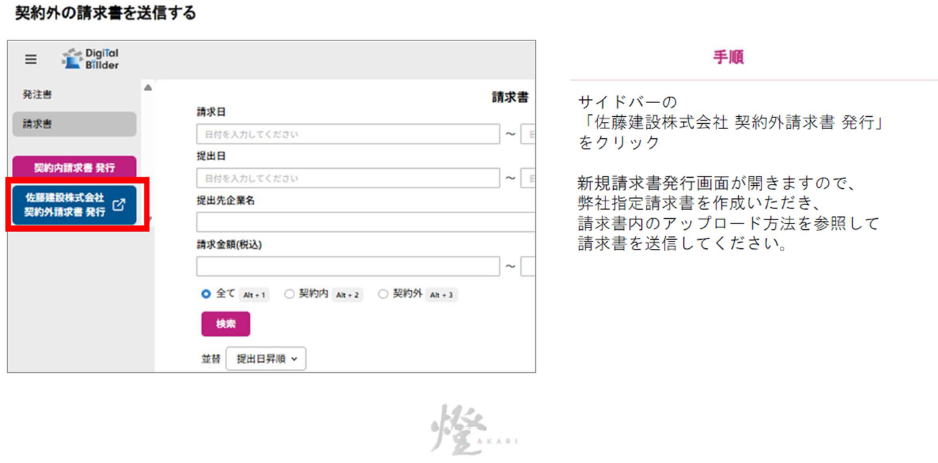 契約外の請求書を送信する
DigiTal
Billder
発注書
請求書
契約内請求書 発行
佐藤建設株式会社
契約外請求書 発行
請求書
請求日
日付を入力してください
～
提出日
日付を入力してください
～
提出先企業名
請求金額(税込)
～
全て Alt + 1 契約内 Alt + 2 契約外 Alt + 3
検索
並替 提出日昇順
手順
サイドバーの
「佐藤建設株式会社 契約外請求書 発行」
をクリック
新規請求書発行画面が開きますので、
弊社指定請求書を作成いただき、
請求書内のアップロード方法を参照して
請求書を送信してください。
燈 AKARI